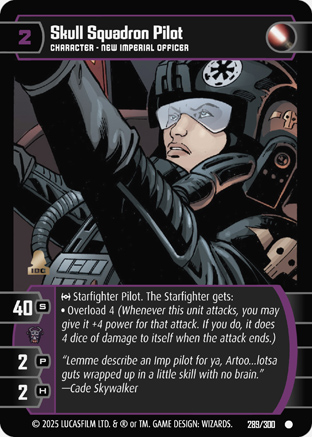 2
Skull Squadron Pilot
CHARACTER - NEW IMPERIAL OFFICER
40 S
Starfighter Pilot. The Starfighter gets:
• Overload 4 (Whenever this unit attacks, you may
give it +4 power for that attack. If you do, it does
4 dice of damage to itself when the attack ends.)
2 P
2 H
“Lemme describe an Imp pilot for ya, Artoo...lotsa
guts wrapped up in a little skill with no brain.”
—Cade Skywalker
© 2025 LUCASFILM LTD. & ® or TM. GAME DESIGN: WIZARDS.
289/300